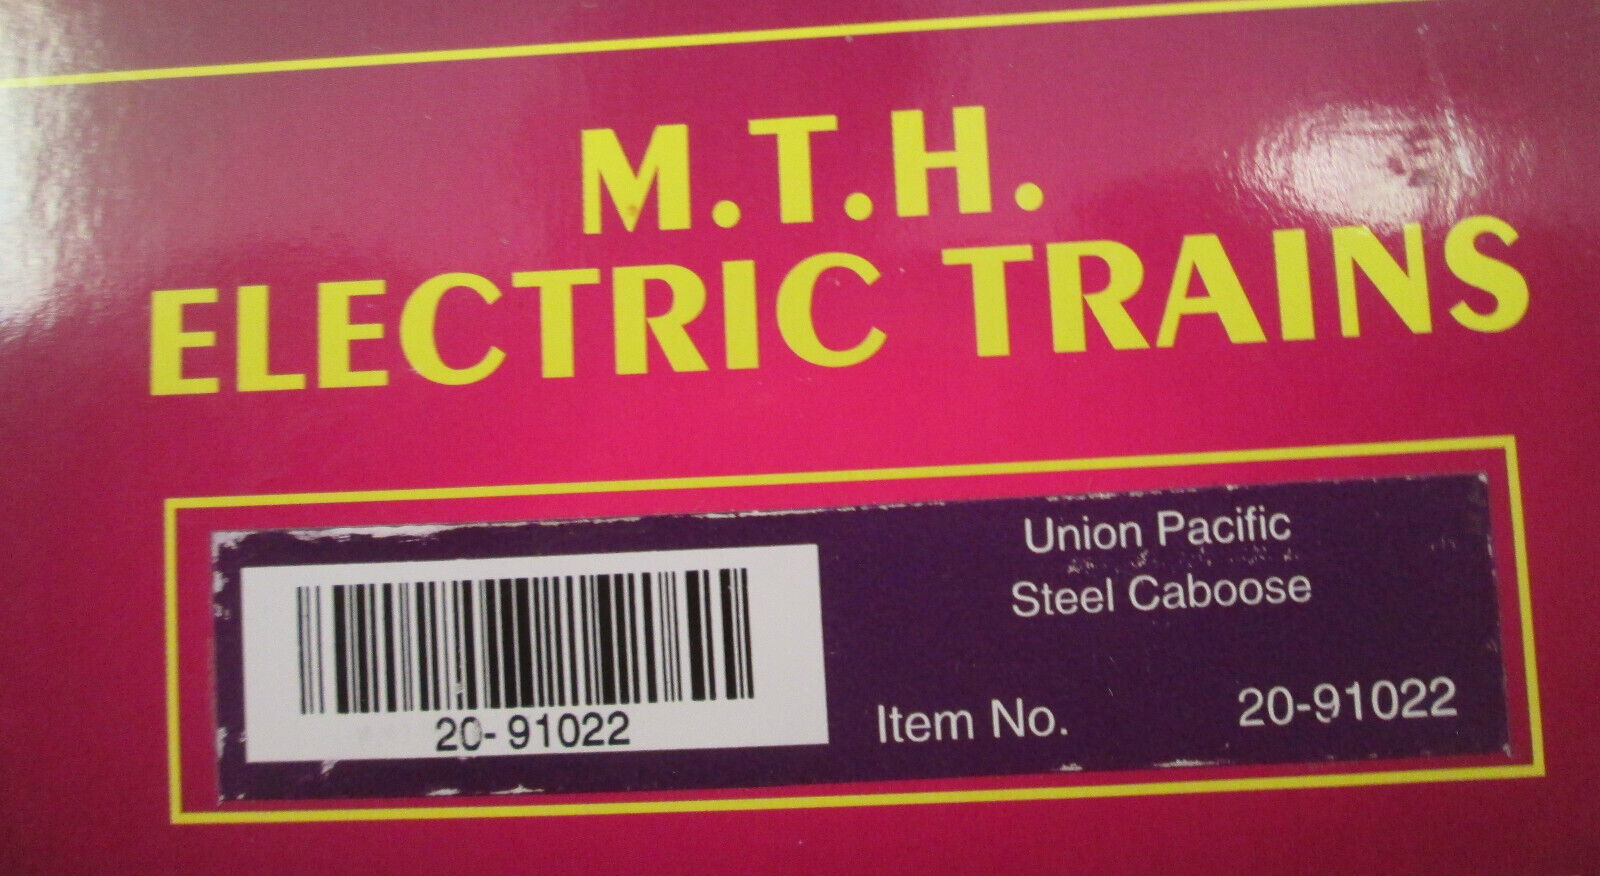 M.T.H.
ELECTRIC TRAINS
Union Pacific
Steel Caboose
20-91022
Item No. 20-91022